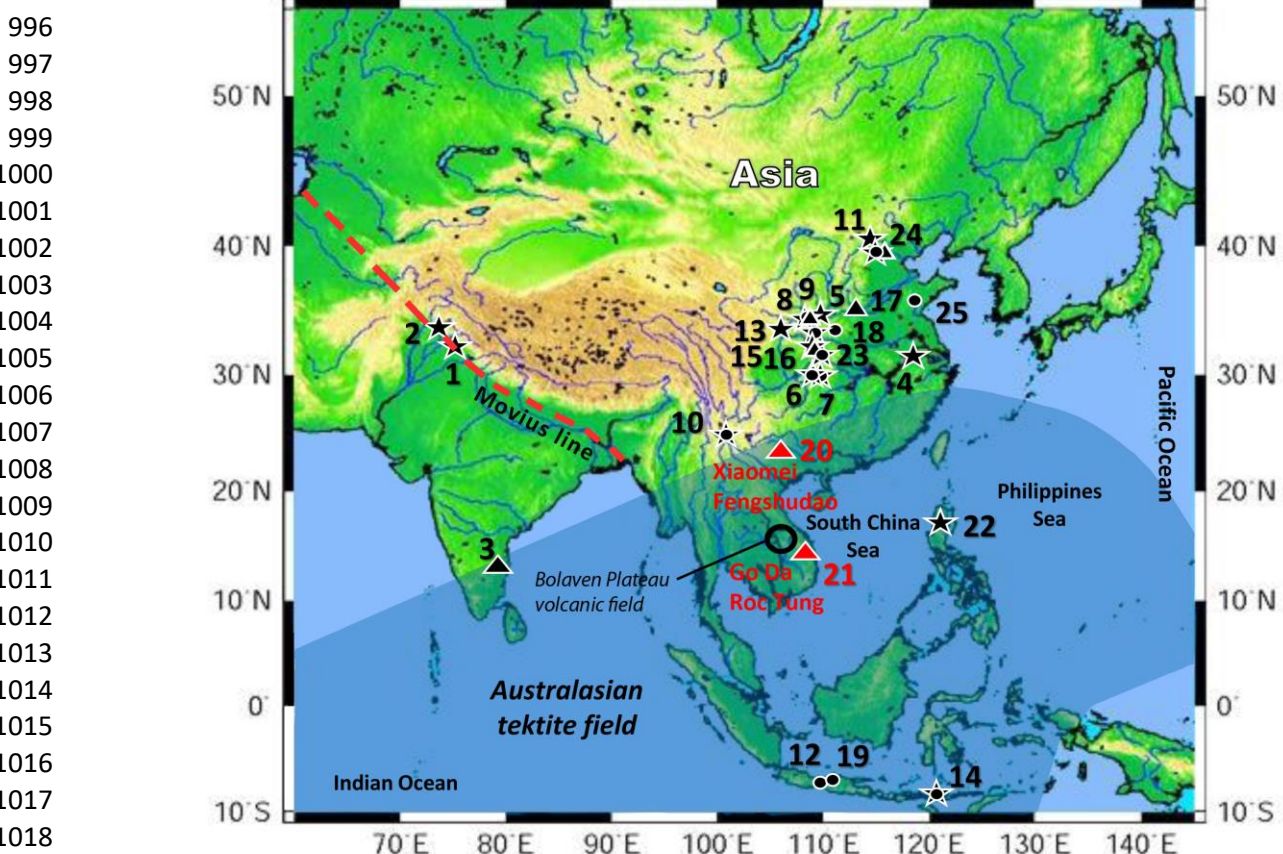 996
997
998
999
1000
1001
1002
1003
1004
1005
1006
1007
1008
1009
1010
1011
1012
1013
1014
1015
1016
1017
1018
50°N
50°N
Asia
11
24
40°N
40°N
9
5
8
17
25
2
13
18
15
16
23
1
30°N
30°N
6
7
4
Movius line
10
Pacific Ocean
20
Xiaomei
Fengshudao
20°N
20°N
Philippines
Sea
South China
Sea
22
3
Bolaven Plateau
volcanic field
Go Da
Roc Tung
21
10°N
10°N
Australasian
tektite field
0°
0°
12
19
14
Indian Ocean
10°S
10°S
70°E
80°E
90°E
100°E
110°E
120°E
130°E
140°E